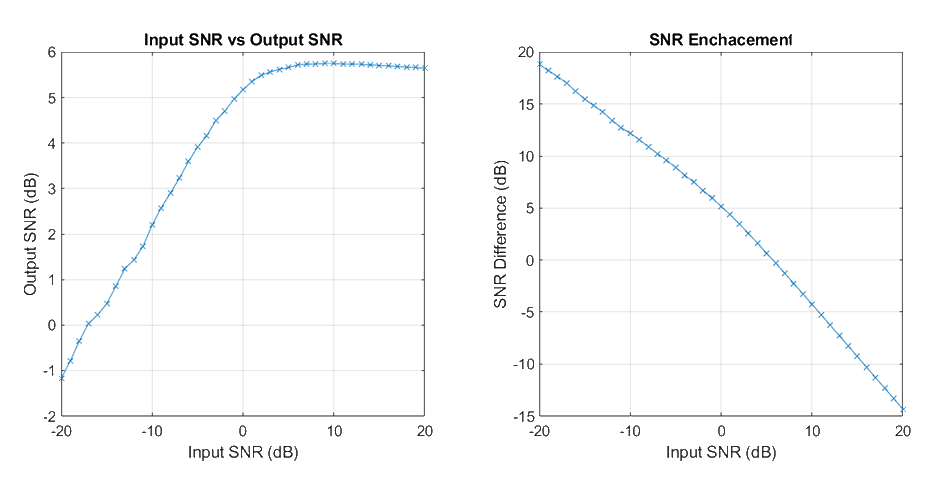 Input SNR vs Output SNR
6
5
4
3
2
1
0
-1
-2
Output SNR (dB)
-20 -10 0 10 20
Input SNR (dB)
SNR Enchacement
20
15
10
5
0
-5
-10
-15
SNR Difference (dB)
-20 -10 0 10 20
Input SNR (dB)